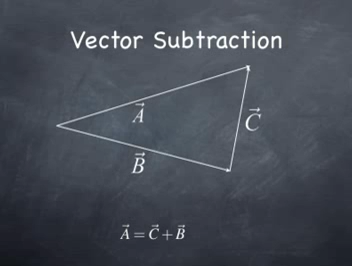 Vector Subtraction
A⃗
C⃗
B⃗
A⃗ = C⃗ + B⃗